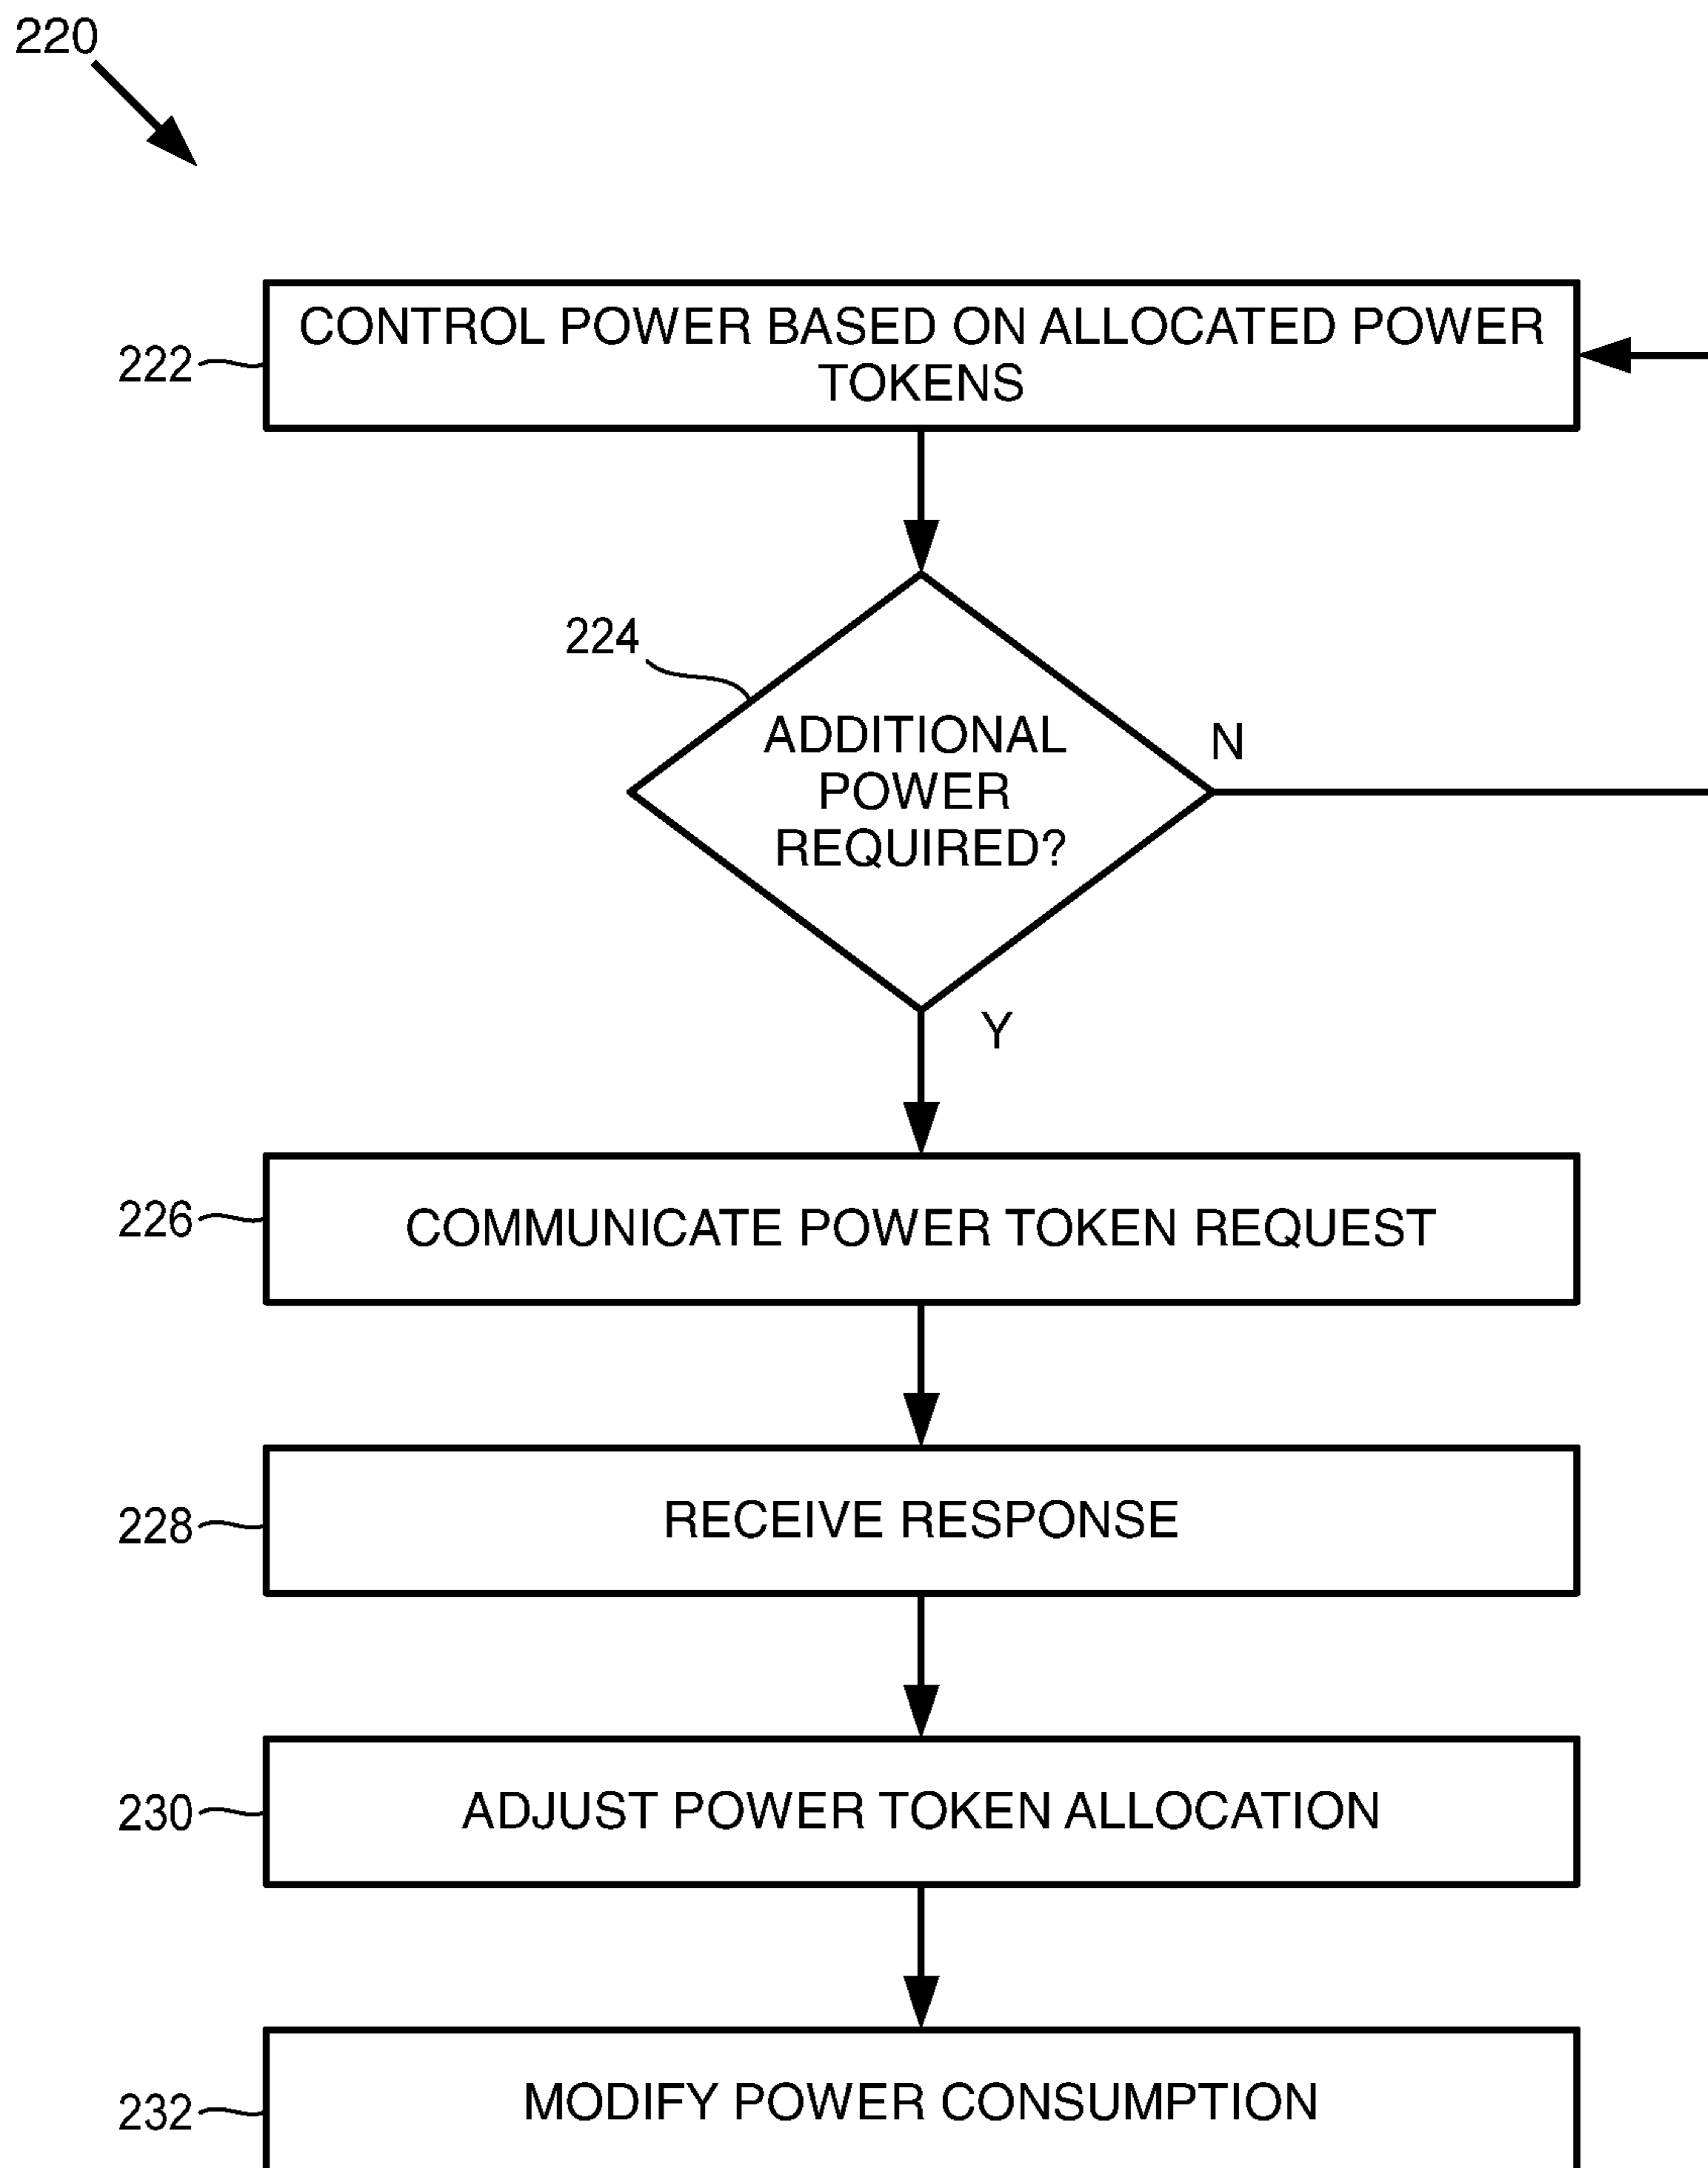 220
222
CONTROL POWER BASED ON ALLOCATED POWER
TOKENS
224
ADDITIONAL
POWER
REQUIRED?
N
Y
226
COMMUNICATE POWER TOKEN REQUEST
228
RECEIVE RESPONSE
230
ADJUST POWER TOKEN ALLOCATION
232
MODIFY POWER CONSUMPTION